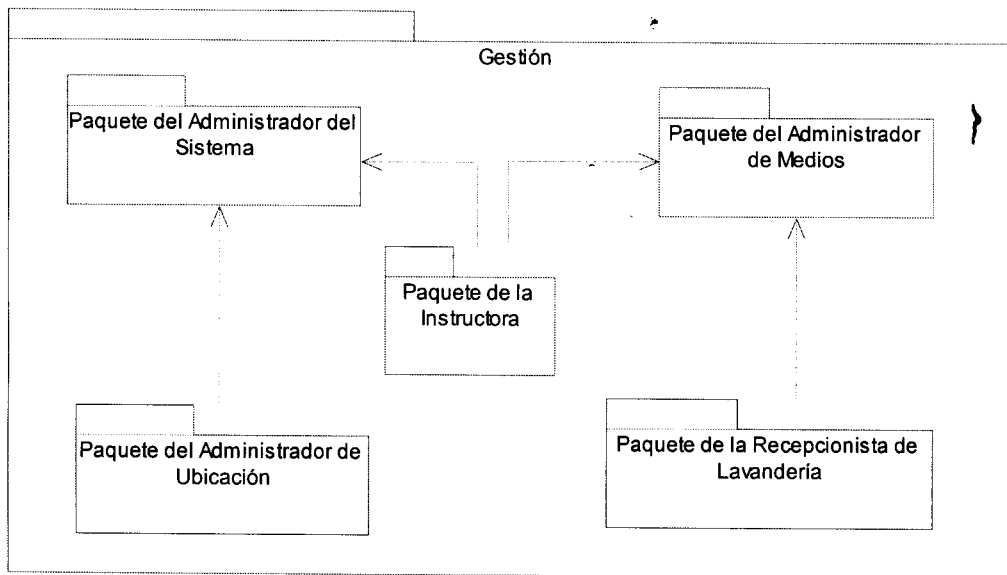 Gestión
Paquete del Administrador del
Sistema
Paquete del Administrador
de Medios
Paquete de la
Instructora
Paquete del Administrador de
Ubicación
Paquete de la Recepcionista de
Lavandería